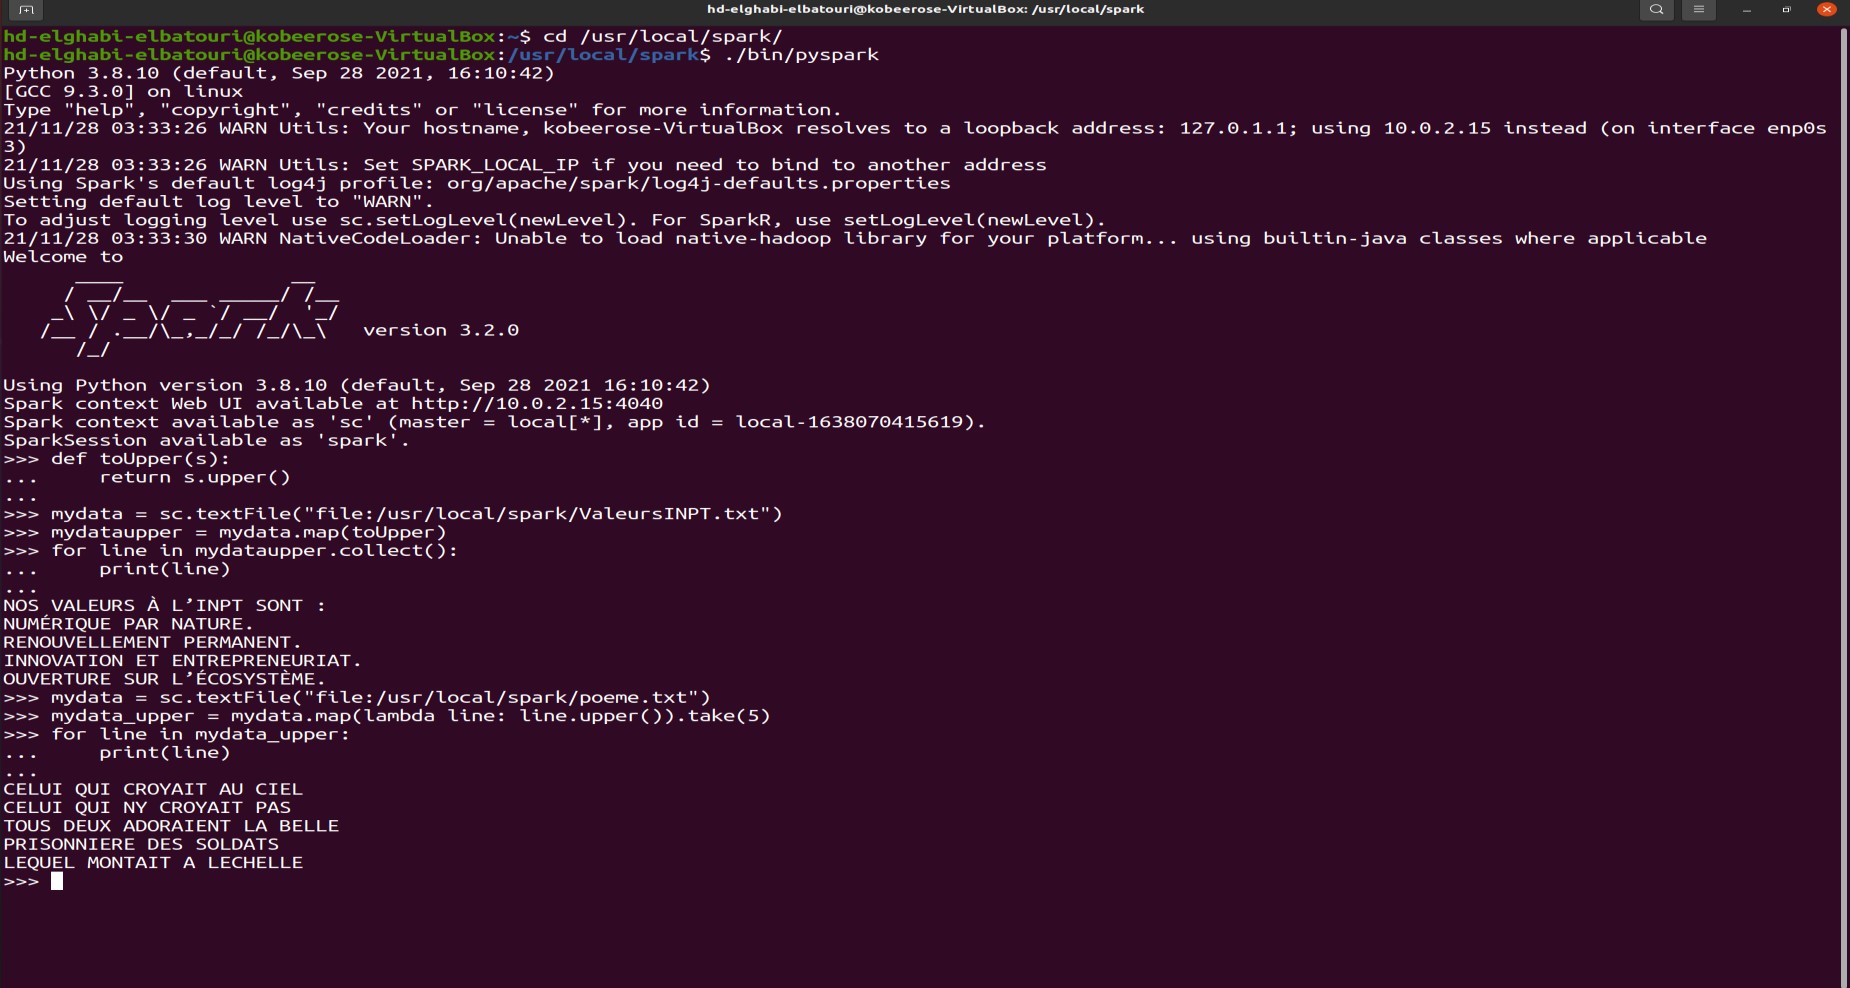 hd-elghabi-elbatouri@kobeerose-VirtualBox: /usr/local/spark
hd-elghabi-elbatouri@kobeerose-VirtualBox:~$ cd /usr/local/spark/
hd-elghabi-elbatouri@kobeerose-VirtualBox:/usr/local/spark$ ./bin/pyspark
Python 3.8.10 (default, Sep 28 2021, 16:10:42)
[GCC 9.3.0] on linux
Type "help", "copyright", "credits" or "license" for more information.
21/11/28 03:33:26 WARN Utils: Your hostname, kobeerose-VirtualBox resolves to a loopback address: 127.0.1.1; using 10.0.2.15 instead (on interface enp0s
3)
21/11/28 03:33:26 WARN Utils: Set SPARK_LOCAL_IP if you need to bind to another address
Using Spark's default log4j profile: org/apache/spark/log4j-defaults.properties
Setting default log level to "WARN".
To adjust logging level use sc.setLogLevel(newLevel). For SparkR, use setLogLevel(newLevel).
21/11/28 03:33:30 WARN NativeCodeLoader: Unable to load native-hadoop library for your platform... using builtin-java classes where applicable
Welcome to
      ____              __
     / __/__  ___ _____/ /__
    _\ \/ _ \/ _ `/ __/  '_/
   /__ / .__/\_,_/_/ /_/\_\   version 3.2.0
      /_/
Using Python version 3.8.10 (default, Sep 28 2021 16:10:42)
Spark context Web UI available at http://10.0.2.15:4040
Spark context available as 'sc' (master = local[*], app id = local-1638070415619).
SparkSession available as 'spark'.
>>> def toUpper(s):
...     return s.upper()
...
>>> mydata = sc.textFile("file:/usr/local/spark/ValeursINPT.txt")
>>> mydataupper = mydata.map(toUpper)
>>> for line in mydataupper.collect():
...     print(line)
...
NOS VALEURS À L’INPT SONT :
NUMÉRIQUE PAR NATURE.
RENOUVELLEMENT PERMANENT.
INNOVATION ET ENTREPRENEURIAT.
OUVERTURE SUR L’ÉCOSYSTÈME.
>>> mydata = sc.textFile("file:/usr/local/spark/poeme.txt")
>>> mydata_upper = mydata.map(lambda line: line.upper()).take(5)
>>> for line in mydata_upper:
...     print(line)
...
CELUI QUI CROYAIT AU CIEL
CELUI QUI NY CROYAIT PAS
TOUS DEUX ADORAIENT LA BELLE
PRISONNIERE DES SOLDATS
LEQUEL MONTAIT A LECHELLE
>>>